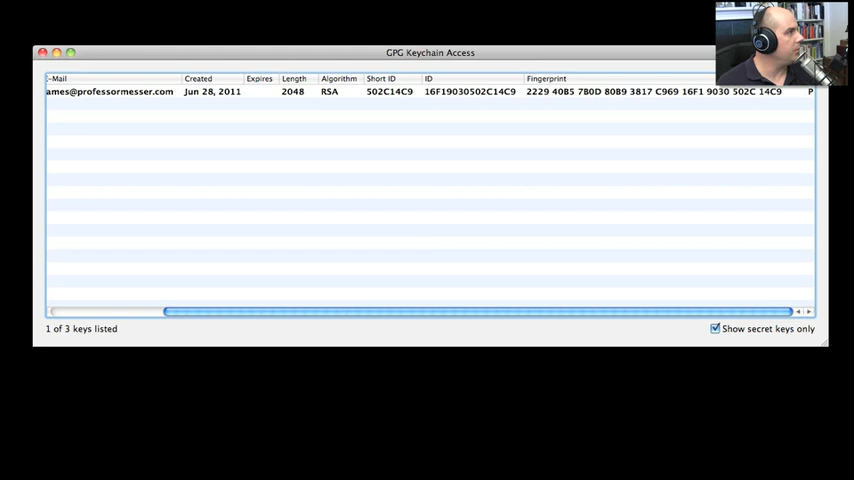 GPG Keychain Access
E-Mail Created Expires Length Algorithm Short ID ID Fingerprint
ames@professormesser.com Jun 28, 2011 2048 RSA 502C14C9 16F19030502C14C9 2229 40B5 7B0D 80B9 3817 C969 16F1 9030 502C 14C9 P
1 of 3 keys listed
Show secret keys only